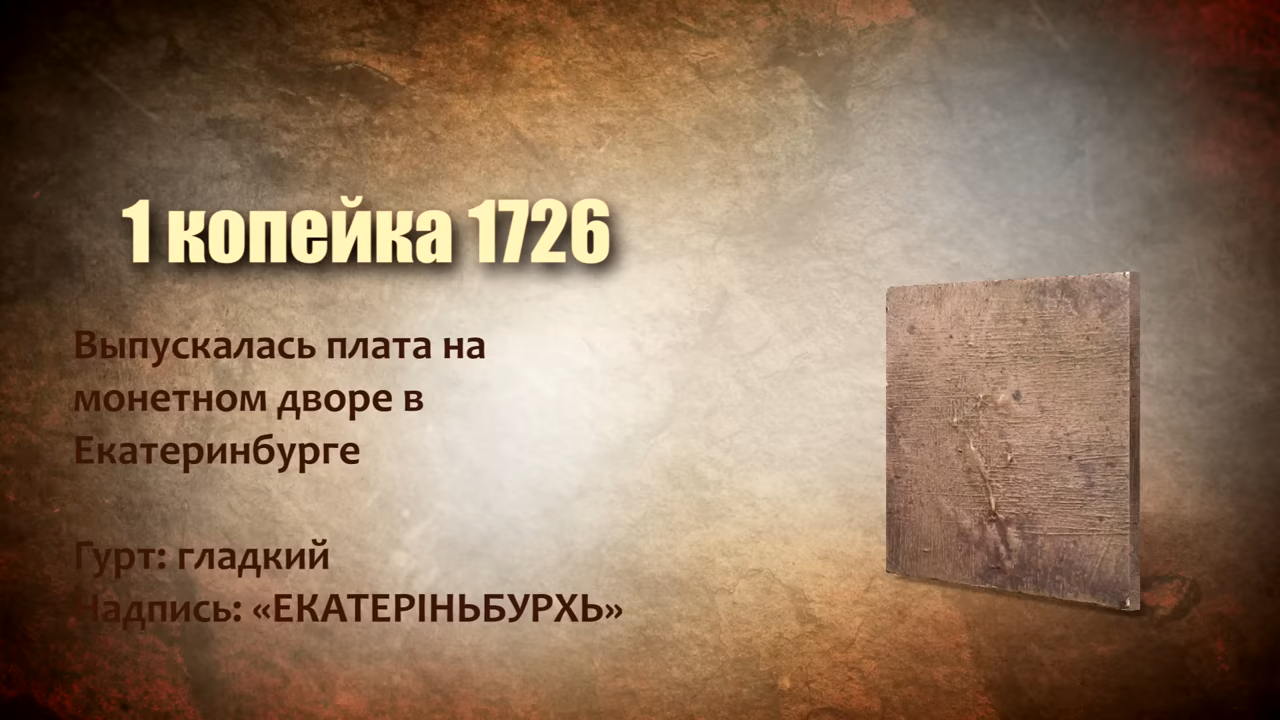 1 копейка 1726
Выпускалась плата на
монетном дворе в
Екатеринбурге
Гурт: гладкий
Надпись: «ЕКАТЕРІНЬБУРХЬ»